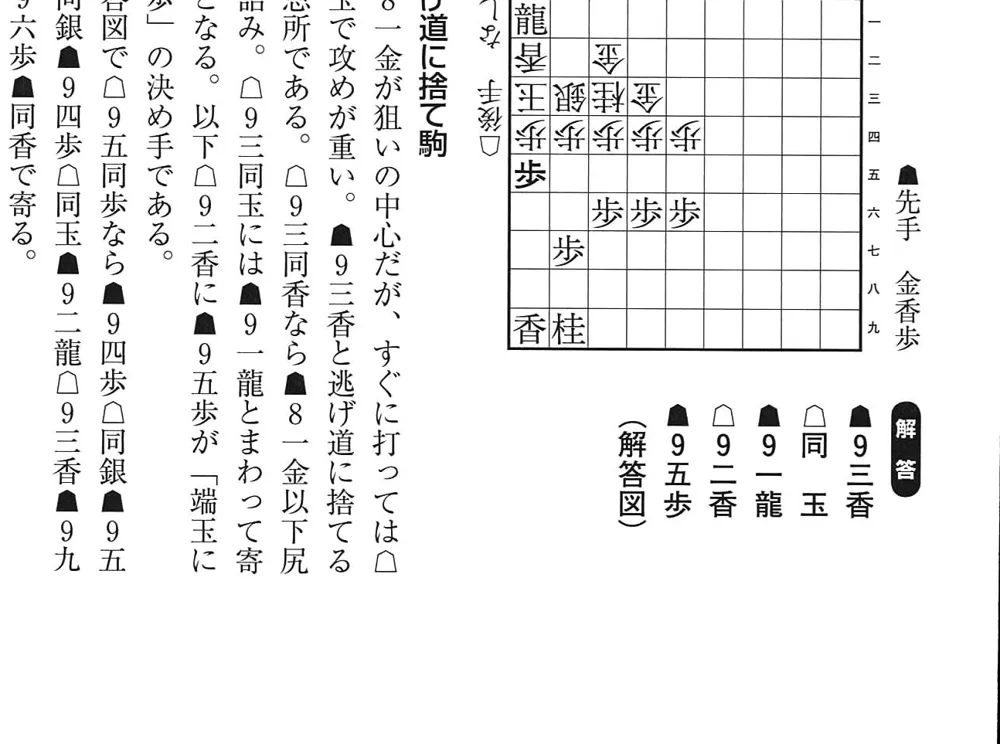 ▲先手　金香歩
一
二
三
四
五
六
七
八
九
龍
香金
王銀桂金
歩歩歩歩歩
歩
歩歩歩
歩
香桂
△後手　なし
解答
▲９三香
△同　玉
▲９一龍
△９二香
▲９五歩
（解答図）
げ道に捨て駒
８一金が狙いの中心だが、すぐに打っては△
玉で攻めが重い。▲９三香と逃げ道に捨てる
急所である。△９三同香なら▲８一金以下尻
詰み。△９三同玉には▲９一龍とまわって寄
となる。以下△９二香に▲９五歩が「端玉に
歩」の決め手である。
答図で△９五同歩なら▲９四歩△同銀▲９五
同銀▲９四歩△同玉▲９二龍△９三香▲９九
９六歩▲同香で寄る。